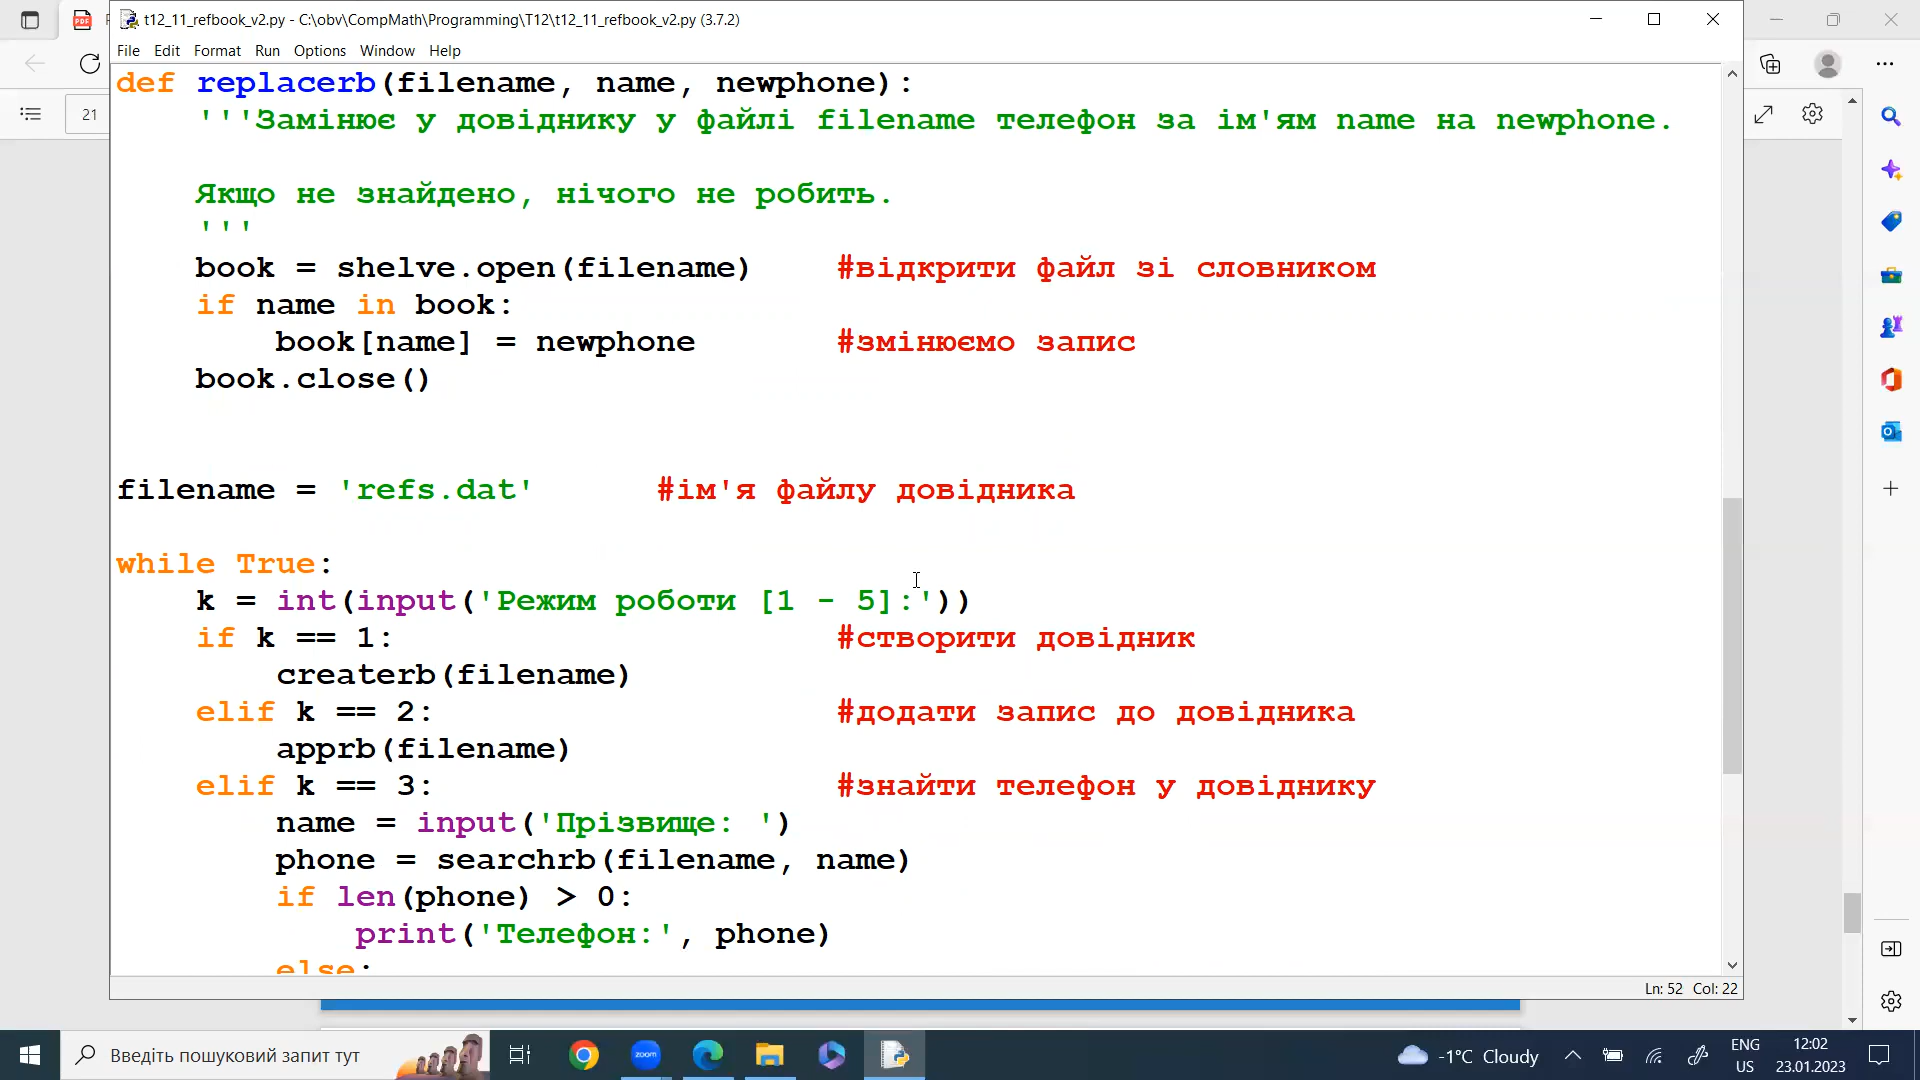 t12_11_refbook_v2.py - C:\obv\CompMath\Programming\T12\t12_11_refbook_v2.py (3.7.2)
File Edit Format Run Options Window Help
21
def replacerb(filename, name, newphone):
'''Замінює у довіднику у файлі filename телефон за ім'ям name на newphone.
Якщо не знайдено, нічого не робить.
'''
book = shelve.open(filename) #відкрити файл зі словником
if name in book:
book[name] = newphone #змінюємо запис
book.close()
filename = 'refs.dat' #ім'я файлу довідника
while True:
k = int(input('Режим роботи [1 - 5]:'))
if k == 1: #створити довідник
createrb(filename)
elif k == 2: #додати запис до довідника
apprb(filename)
elif k == 3: #знайти телефон у довіднику
name = input('Прізвище: ')
phone = searchrb(filename, name)
if len(phone) > 0:
print('Телефон:', phone)
else:
Ln: 52 Col: 22
Введіть пошуковий запит тут
zoom
-1°C Cloudy
ENG
US
12:02
23.01.2023